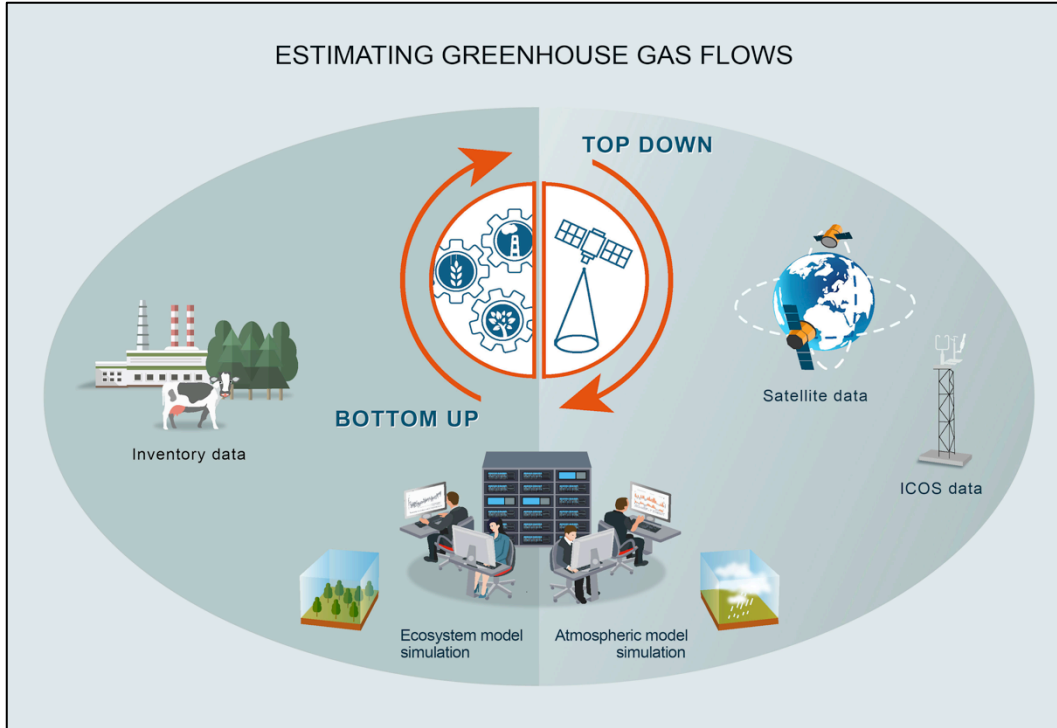 ESTIMATING GREENHOUSE GAS FLOWS
TOP DOWN
BOTTOM UP
Inventory data
Satellite data
ICOS data
Ecosystem model
simulation
Atmospheric model
simulation